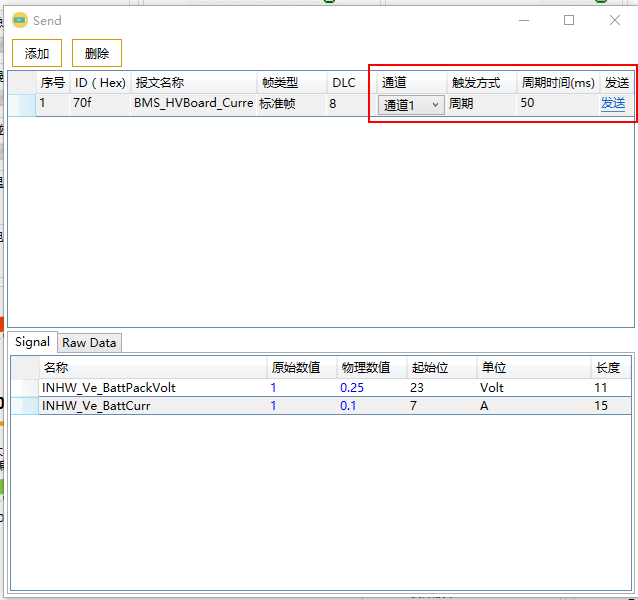 Send
添加 删除
序号 ID ( Hex) 报文名称 帧类型 DLC 通道 触发方式 周期时间(ms) 发送
1 70f BMS_HVBoard_Curre 标准帧 8 通道1 周期 50 发送
Signal Raw Data
名称 原始数值 物理数值 起始位 单位 长度
INHW_Ve_BattPackVolt 1 0.25 23 Volt 11
INHW_Ve_BattCurr 1 0.1 7 A 15